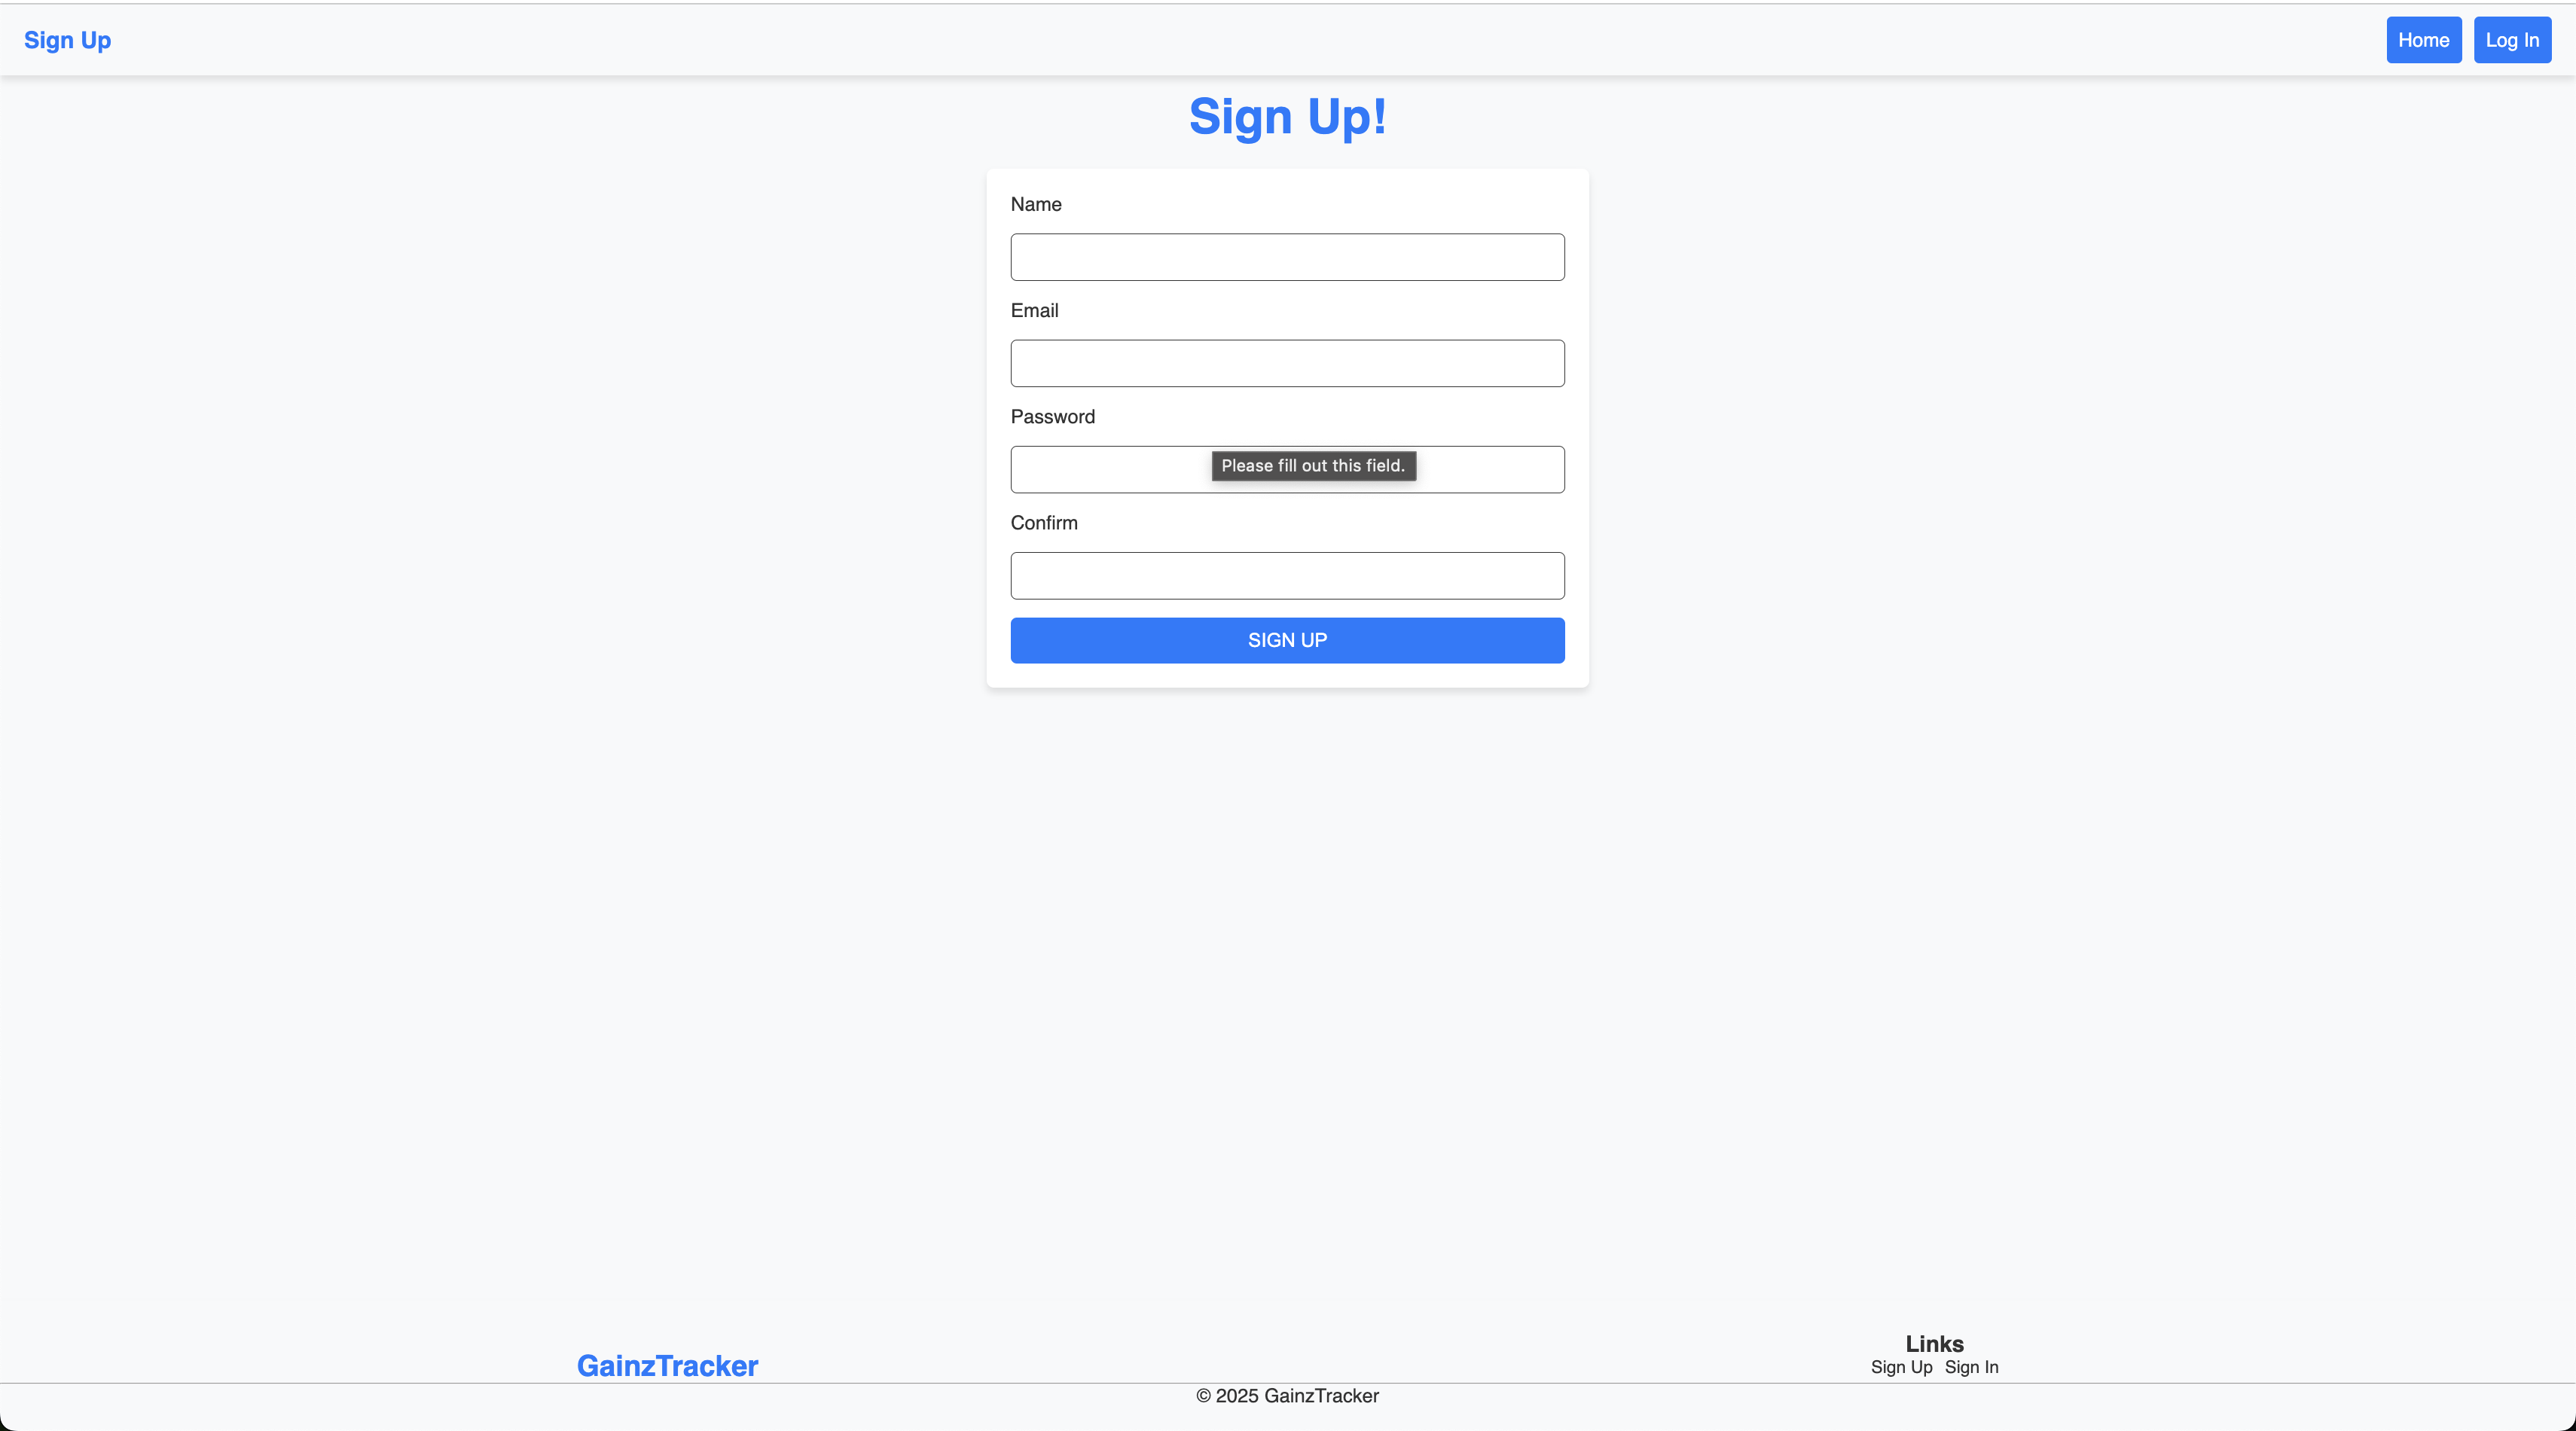 Sign Up
Home Log In
Sign Up!
Name
Email
Password
Please fill out this field.
Confirm
SIGN UP
GainzTracker
Links
Sign Up Sign In
© 2025 GainzTracker